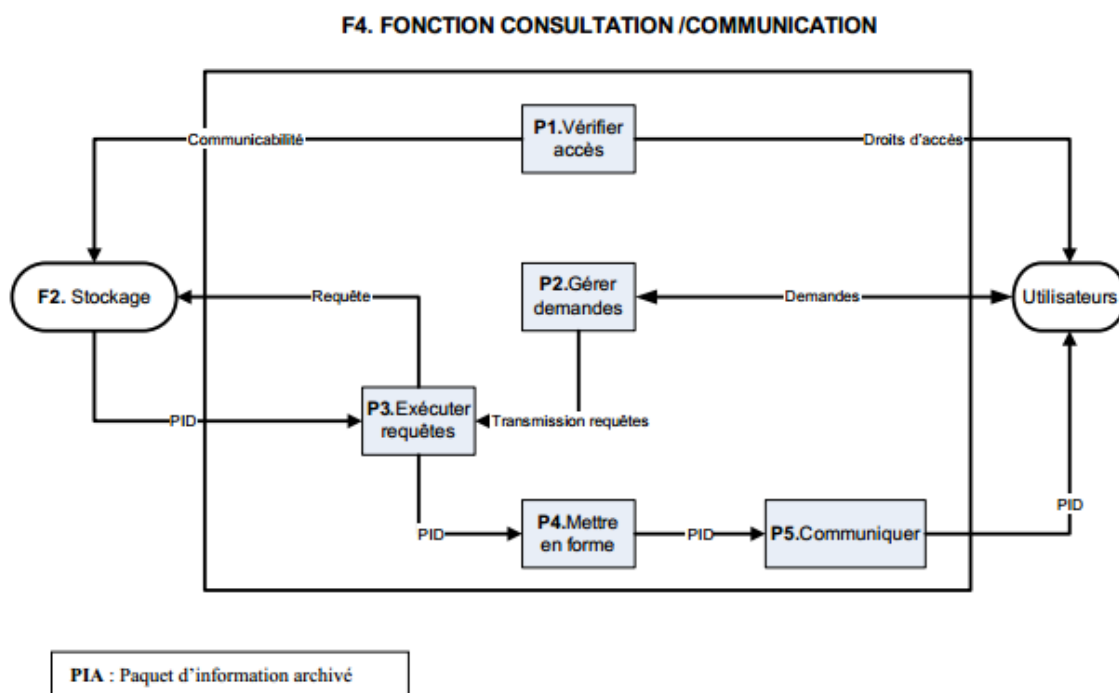 F4. FONCTION CONSULTATION /COMMUNICATION
Communicabilité
P1.Vérifier
accès
Droits d'accès
F2. Stockage
Requête
P2.Gérer
demandes
Demandes
Utilisateurs
PID
P3.Exécuter
requêtes
Transmission requêtes
PID
P4.Mettre
en forme
PID
P5.Communiquer
PID
PIA : Paquet d'information archivé